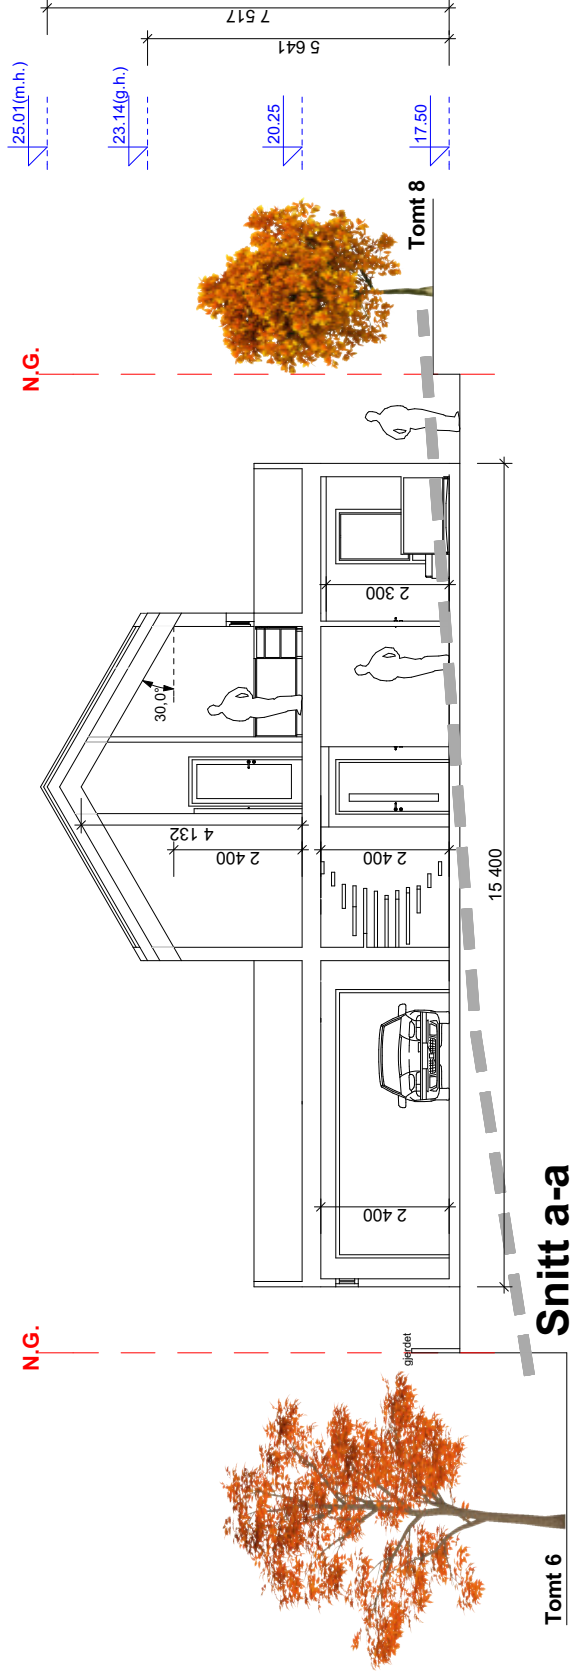 N.G.
N.G.
25.01(m.h.)
23.14(g.h.)
20.25
17.50
7 517
5 641
30,0°
4 132
2 400
2 400
2 400
2 300
15 400
gjerdet
Tomt 6
Tomt 8
Snitt a-a